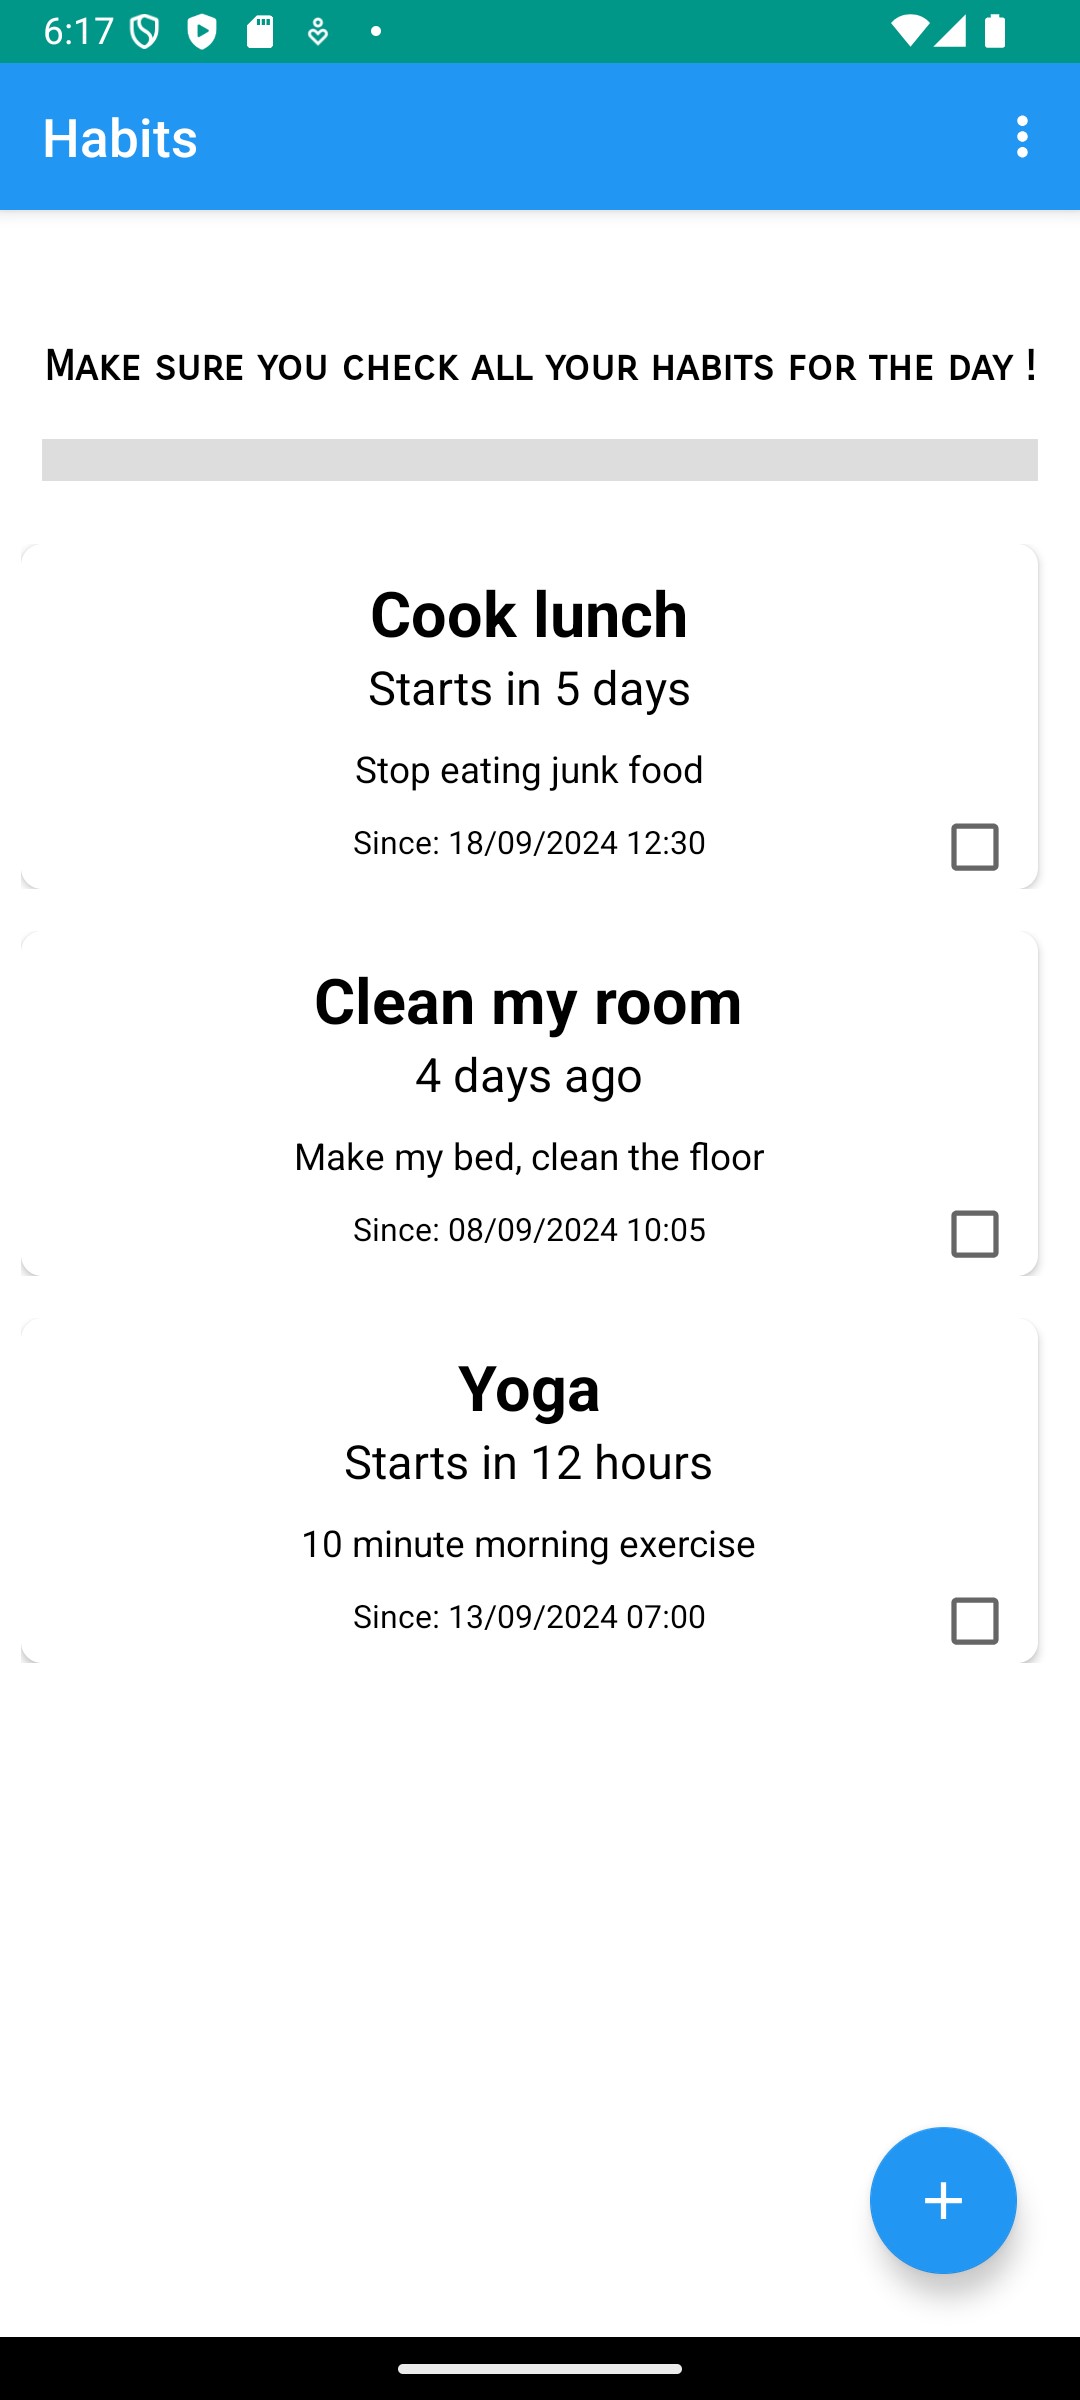 6:17
Habits
Make sure you check all your habits for the day !
Cook lunch
Starts in 5 days
Stop eating junk food
Since: 18/09/2024 12:30
Clean my room
4 days ago
Make my bed, clean the floor
Since: 08/09/2024 10:05
Yoga
Starts in 12 hours
10 minute morning exercise
Since: 13/09/2024 07:00